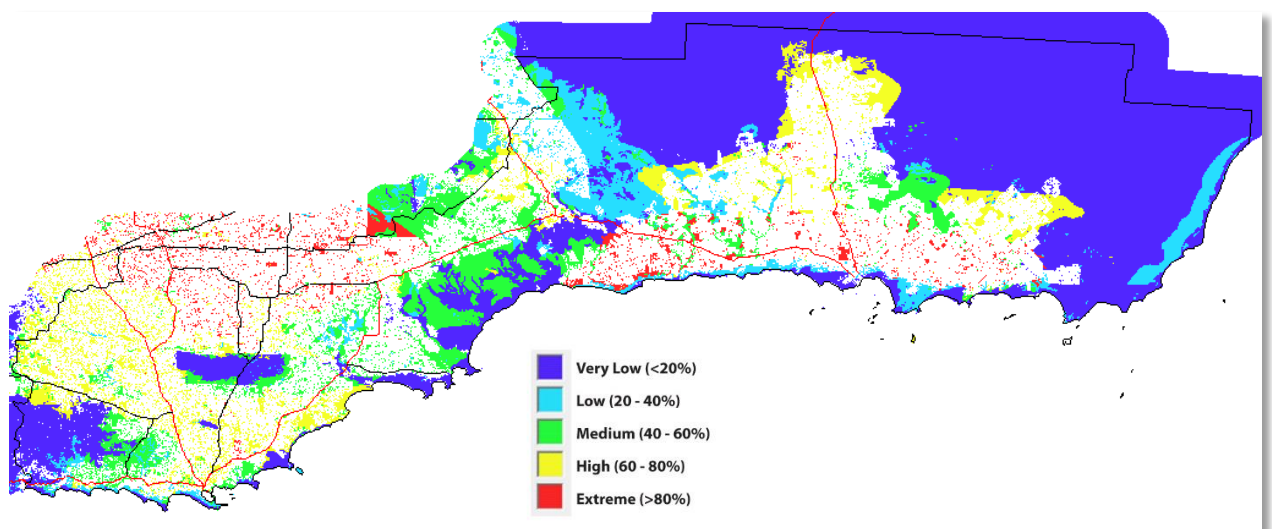 Very Low (<20%)
Low (20 - 40%)
Medium (40 - 60%)
High (60 - 80%)
Extreme (>80%)